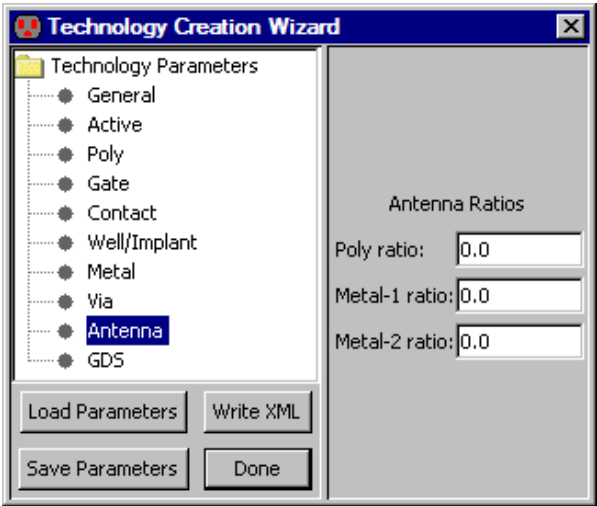 Technology Creation Wizard
Technology Parameters
General
Active
Poly
Gate
Contact
Well/Implant
Metal
Via
Antenna
GDS
Load Parameters
Write XML
Save Parameters
Done
Antenna Ratios
Poly ratio: 0.0
Metal-1 ratio: 0.0
Metal-2 ratio: 0.0